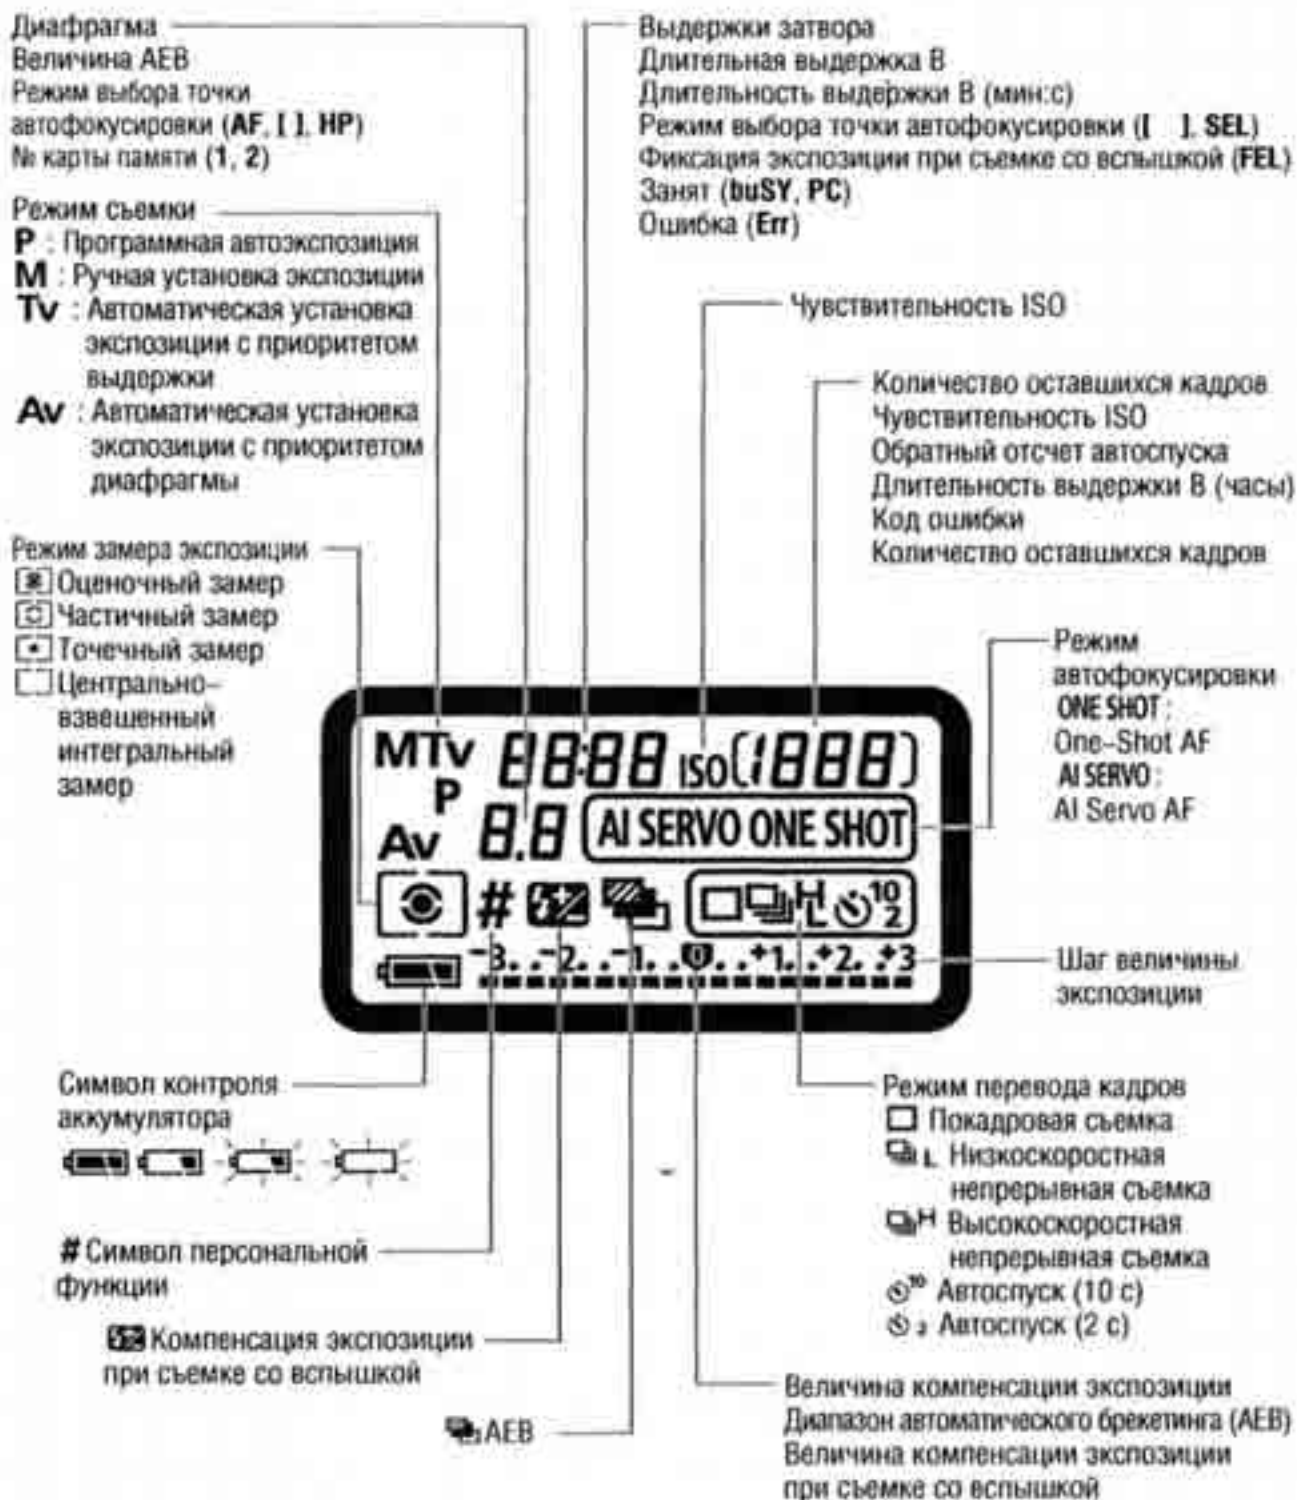 Диафрагма
Величина AEB
Режим выбора точки
автофокусировки (AF, [ ], HP)
№ карты памяти (1, 2)
Режим съемки
P : Программная автоэкспозиция
M : Ручная установка экспозиции
Tv : Автоматическая установка
экспозиции с приоритетом
выдержки
Av : Автоматическая установка
экспозиции с приоритетом
диафрагмы
Режим замера экспозиции
Оценочный замер
Частичный замер
Точечный замер
Центрально-
взвешенный
интегральный
замер
Выдержки затвора
Длительная выдержка B
Длительность выдержки B (мин:с)
Режим выбора точки автофокусировки ([ ], SEL)
Фиксация экспозиции при съемке со вспышкой (FEL)
Занят (buSY, PC)
Ошибка (Err)
Чувствительность ISO
Количество оставшихся кадров
Чувствительность ISO
Обратный отсчет автоспуска
Длительность выдержки B (часы)
Код ошибки
Количество оставшихся кадров
Режим
автофокусировки
ONE SHOT :
One-Shot AF
AI SERVO :
AI Servo AF
MTv 88:88 ISO (1888)
P
Av 8.8 AI SERVO ONE SHOT
# H L 10 2
-3..-2..-1..0..+1..+2..+3
Шаг величины
экспозиции
Символ контроля
аккумулятора
# Символ персональной
функции
Компенсация экспозиции
при съемке со вспышкой
AEB
Режим перевода кадров
Покадровая съемка
L Низкоскоростная
непрерывная съемка
H Высокоскоростная
непрерывная съемка
10 Автоспуск (10 с)
2 Автоспуск (2 с)
Величина компенсации экспозиции
Диапазон автоматического брекетинга (AEB)
Величина компенсации экспозиции
при съемке со вспышкой